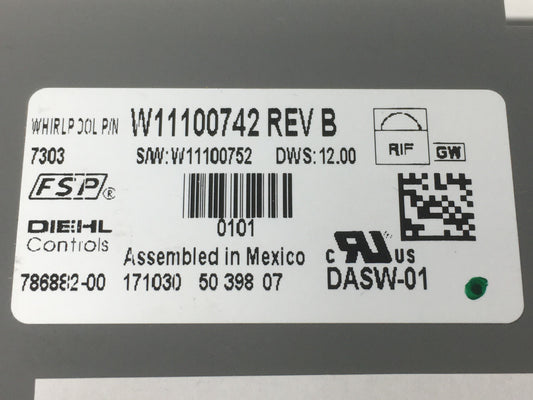 WHIRLPOOL P/N W11100742 REV B
7303 S/W: W11100752 DWS: 12.00
RIF GW
FSP®
0101
DIEHL
Controls
Assembled in Mexico
c RU US
786882-00 171030 50 398 07 DASW-01